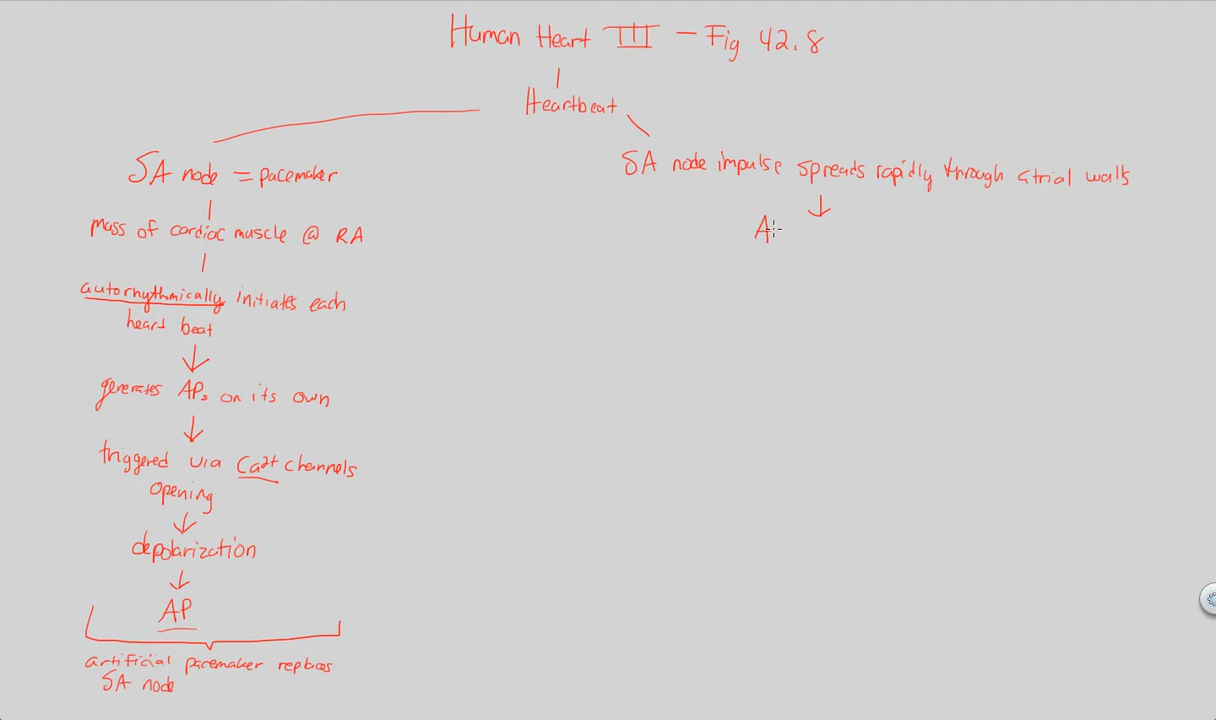 Human Heart III - Fig 42.8
Heartbeat
SA node = pacemaker
mass of cardiac muscle @ RA
autorhythmically initiates each
heart beat
generates APs on its own
triggered via Ca2+ channels
opening
depolarization
AP
artificial pacemaker replaces
SA node
SA node impulse spreads rapidly through atrial walls
A